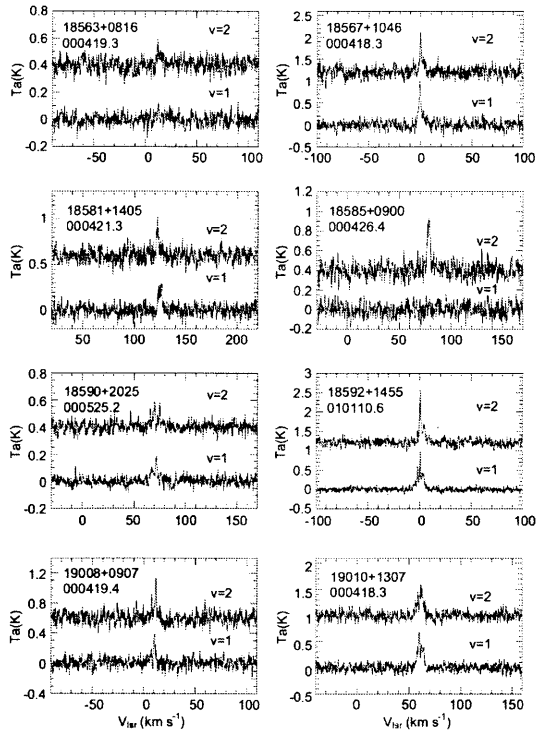 18563+0816
000419.3
v=2
v=1
Ta(K)
0.8
0.6
0.4
0.2
0
-0.2
-50 0 50 100
18567+1046
000418.3
v=2
v=1
Ta(K)
2.5
2
1.5
1
0.5
0
-0.5
-100 -50 0 50 100
18581+1405
000421.3
v=2
v=1
Ta(K)
1
0.5
0
50 100 150 200
18585+0900
000426.4
v=2
v=1
Ta(K)
1.2
1
0.8
0.6
0.4
0.2
0
-0.2
0 50 100 150
18590+2025
000525.2
v=2
v=1
Ta(K)
0.8
0.6
0.4
0.2
0
-0.2
0 50 100 150
18592+1455
010110.6
v=2
v=1
Ta(K)
3
2.5
2
1.5
1
0.5
0
-0.5
-100 -50 0 50 100
19008+0907
000419.4
v=2
v=1
Ta(K)
1.2
0.8
0.4
0
-0.4
-50 0 50 100
V_lsr (km s⁻¹)
19010+1307
000418.3
v=2
v=1
Ta(K)
2
1.5
1
0.5
0
-0.5
0 50 100 150
V_lsr (km s⁻¹)